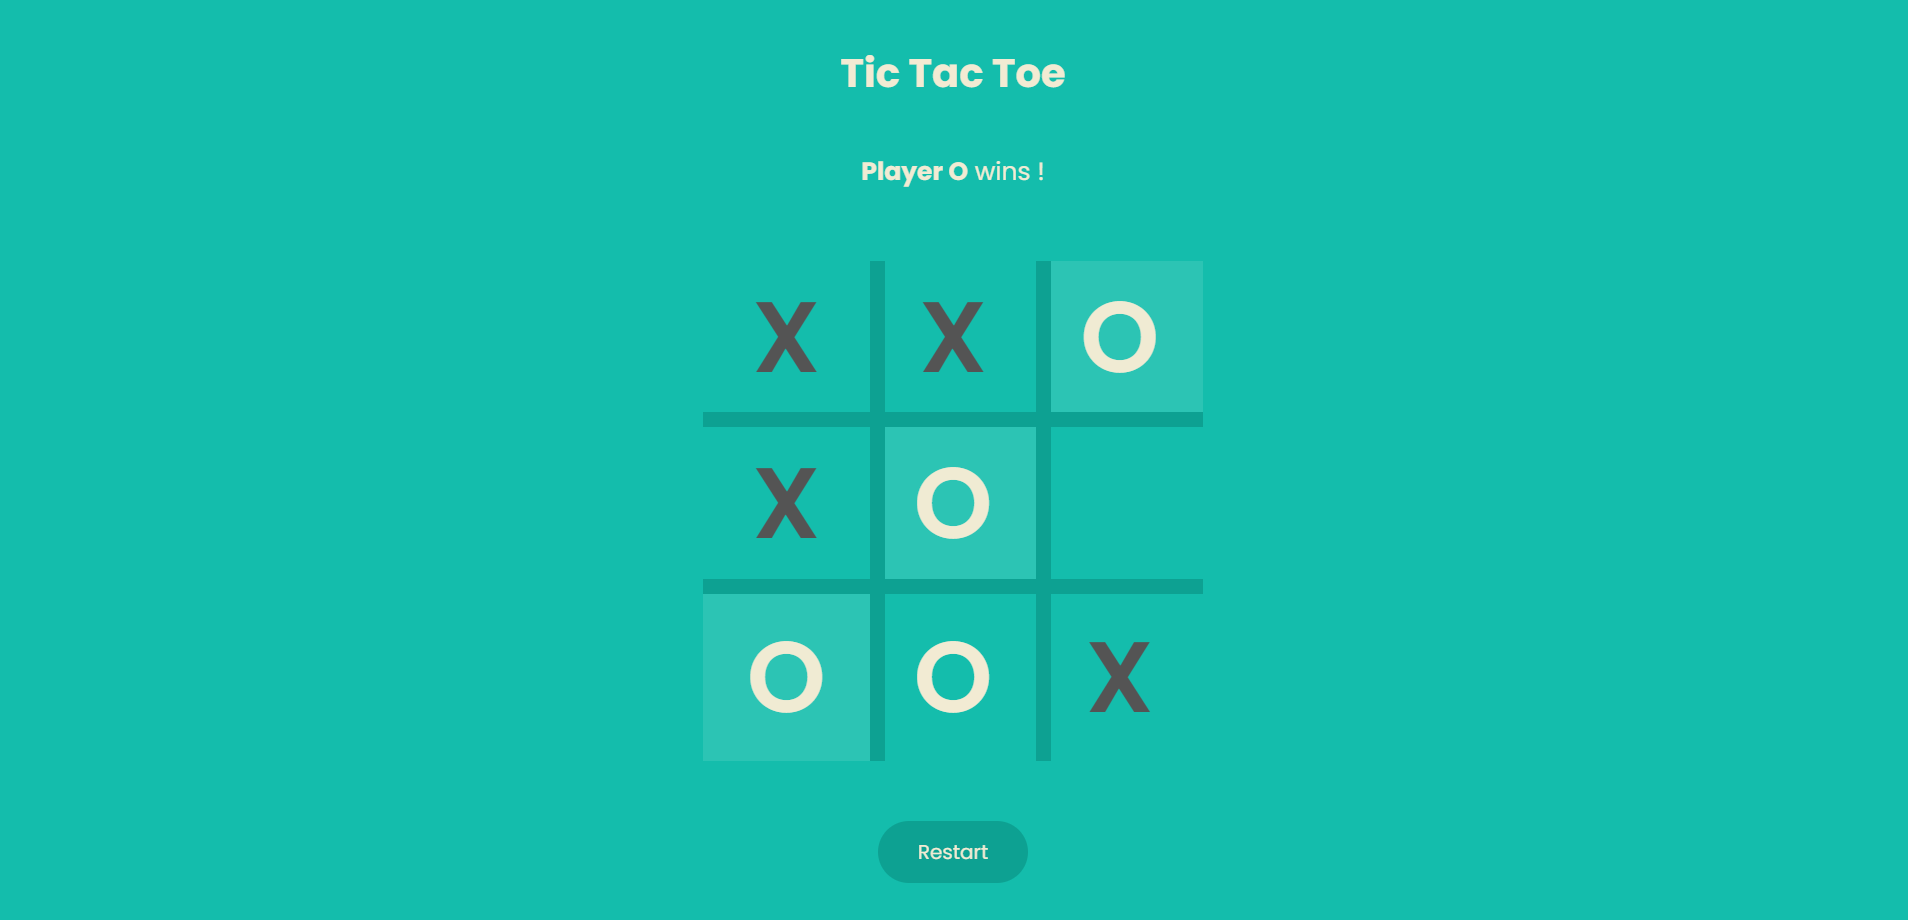 Tic Tac Toe
Player O wins !
X X O
X O
O O X
Restart